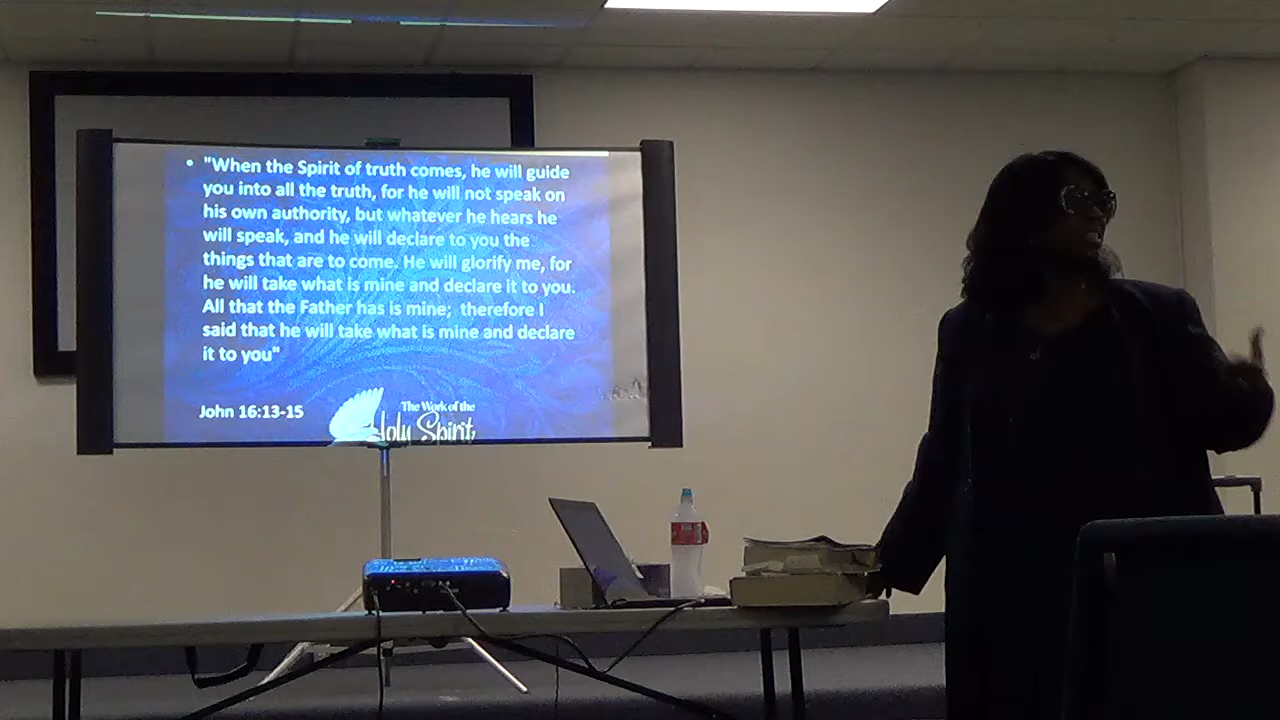 • "When the Spirit of truth comes, he will guide
you into all the truth, for he will not speak on
his own authority, but whatever he hears he
will speak, and he will declare to you the
things that are to come. He will glorify me, for
he will take what is mine and declare it to you.
All that the Father has is mine; therefore I
said that he will take what is mine and declare
it to you"
John 16:13-15
The Work of the
Holy Spirit